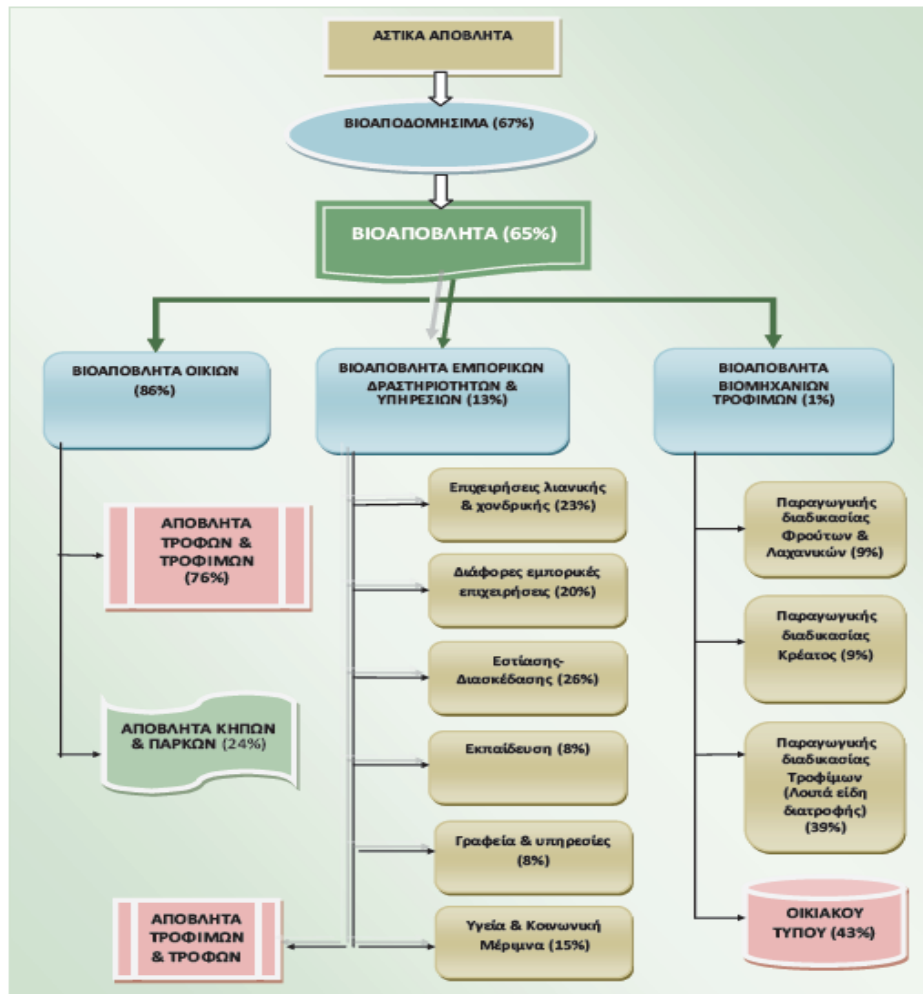 ΑΣΤΙΚΑ ΑΠΟΒΛΗΤΑ
ΒΙΟΑΠΟΔΟΜΗΣΙΜΑ (67%)
ΒΙΟΑΠΟΒΛΗΤΑ (65%)
ΒΙΟΑΠΟΒΛΗΤΑ ΟΙΚΙΩΝ
(86%)
ΑΠΟΒΛΗΤΑ
ΤΡΟΦΩΝ &
ΤΡΟΦΙΜΩΝ
(76%)
ΑΠΟΒΛΗΤΑ ΚΗΠΩΝ
& ΠΑΡΚΩΝ (24%)
ΒΙΟΑΠΟΒΛΗΤΑ ΕΜΠΟΡΙΚΩΝ
ΔΡΑΣΤΗΡΙΟΤΗΤΩΝ &
ΥΠΗΡΕΣΙΩΝ (13%)
Επιχειρήσεις λιανικής
& χονδρικής (23%)
Διάφορες εμπορικές
επιχειρήσεις (20%)
Εστίασης-
Διασκέδασης (26%)
Εκπαίδευση (8%)
Γραφεία & υπηρεσίες
(8%)
Υγεία & Κοινωνική
Μέριμνα (15%)
ΑΠΟΒΛΗΤΑ
ΤΡΟΦΙΜΩΝ
& ΤΡΟΦΩΝ
ΒΙΟΑΠΟΒΛΗΤΑ
ΒΙΟΜΗΧΑΝΙΩΝ
ΤΡΟΦΙΜΩΝ (1%)
Παραγωγικής
διαδικασίας
Φρούτων &
Λαχανικών (9%)
Παραγωγικής
διαδικασίας
Κρέατος (9%)
Παραγωγικής
διαδικασίας
Τροφίμων
(Λοιπά είδη
διατροφής)
(39%)
ΟΙΚΙΑΚΟΥ
ΤΥΠΟΥ (43%)